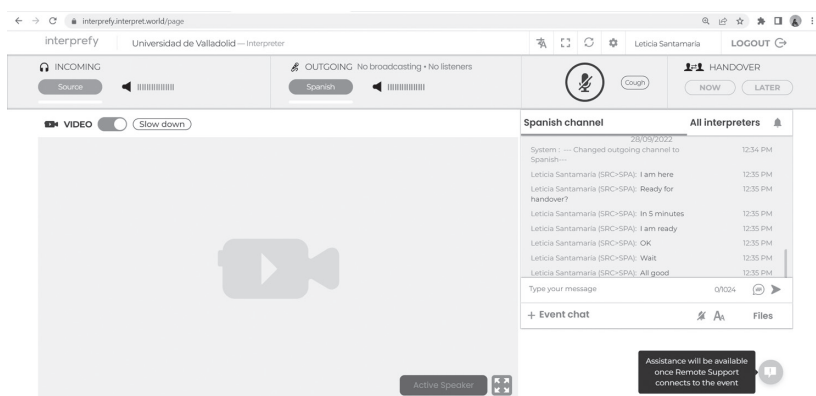 interprefy.interpret.world/page
interprefy
Universidad de Valladolid — Interpreter
Leticia Santamaría
LOGOUT
INCOMING
Source
OUTGOING No broadcasting • No listeners
Spanish
Cough
HANDOVER
NOW
LATER
VIDEO
Slow down
Active Speaker
Spanish channel
All interpreters
28/09/2022
System : --- Changed outgoing channel to 12:34 PM
Spanish---
Leticia Santamaría (SRC>SPA): I am here 12:35 PM
Leticia Santamaría (SRC>SPA): Ready for 12:35 PM
handover?
Leticia Santamaría (SRC>SPA): In 5 minutes 12:35 PM
Leticia Santamaría (SRC>SPA): I am ready 12:35 PM
Leticia Santamaría (SRC>SPA): OK 12:35 PM
Leticia Santamaría (SRC>SPA): Wait 12:35 PM
Leticia Santamaría (SRC>SPA): All good 12:35 PM
Type your message 0/1024
+ Event chat
AA
Files
Assistance will be available
once Remote Support
connects to the event